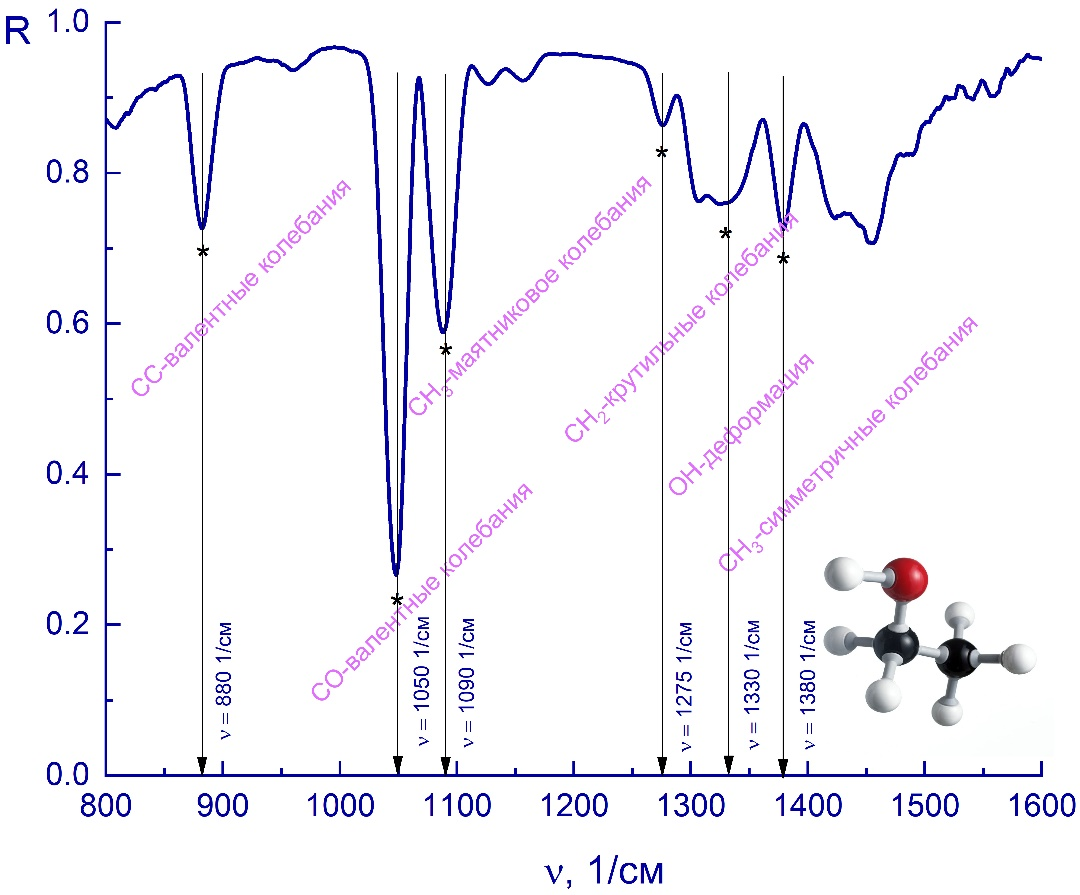 R
1.0
0.8
0.6
0.4
0.2
0.0
800 900 1000 1100 1200 1300 1400 1500 1600
ν, 1/см
CC-валентные колебания
CO-валентные колебания
CH₃-маятниковое колебания
CH₂-крутильные колебания
OH-деформация
CH₃-симметричные колебания
*
*
*
*
*
*
ν = 880 1/см
ν = 1050 1/см
ν = 1090 1/см
ν = 1275 1/см
ν = 1330 1/см
ν = 1380 1/см